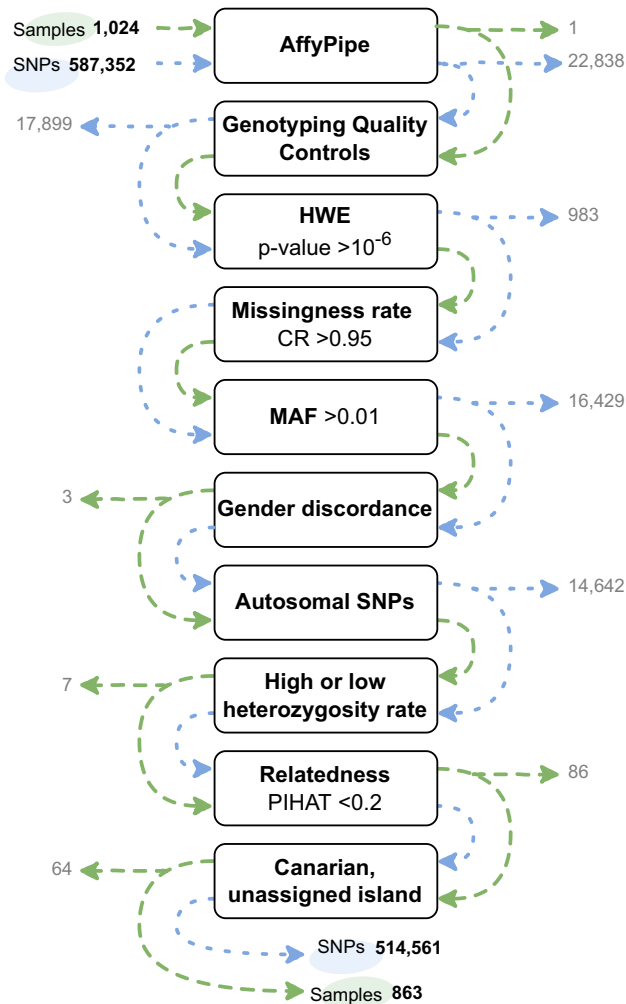 Samples 1,024
AffyPipe
1
SNPs 587,352
22,838
17,899
Genotyping Quality
Controls
HWE
p-value >10-6
983
Missingness rate
CR >0.95
MAF >0.01
16,429
3
Gender discordance
Autosomal SNPs
14,642
7
High or low
heterozygosity rate
Relatedness
PIHAT <0.2
86
64
Canarian,
unassigned island
SNPs 514,561
Samples 863